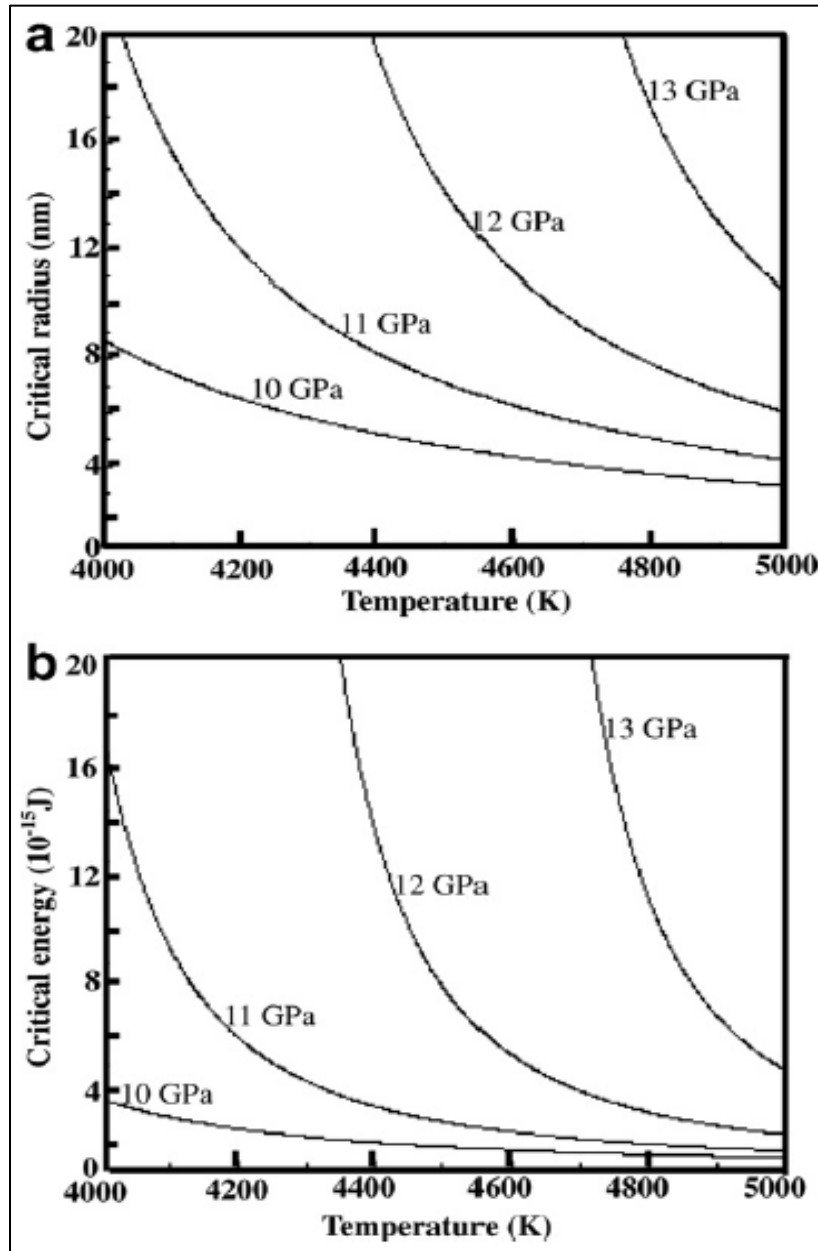 a
20
16
12
8
4
0
Critical radius (nm)
13 GPa
12 GPa
11 GPa
10 GPa
4000 4200 4400 4600 4800 5000
Temperature (K)
b
20
16
12
8
4
0
Critical energy (10⁻¹⁵J)
13 GPa
12 GPa
11 GPa
10 GPa
4000 4200 4400 4600 4800 5000
Temperature (K)